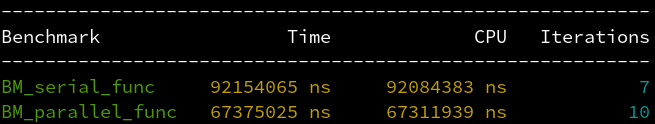 ------------------------------------------------------------
Benchmark                  Time             CPU   Iterations
------------------------------------------------------------
BM_serial_func      92154065 ns     92084383 ns            7
BM_parallel_func    67375025 ns     67311939 ns           10